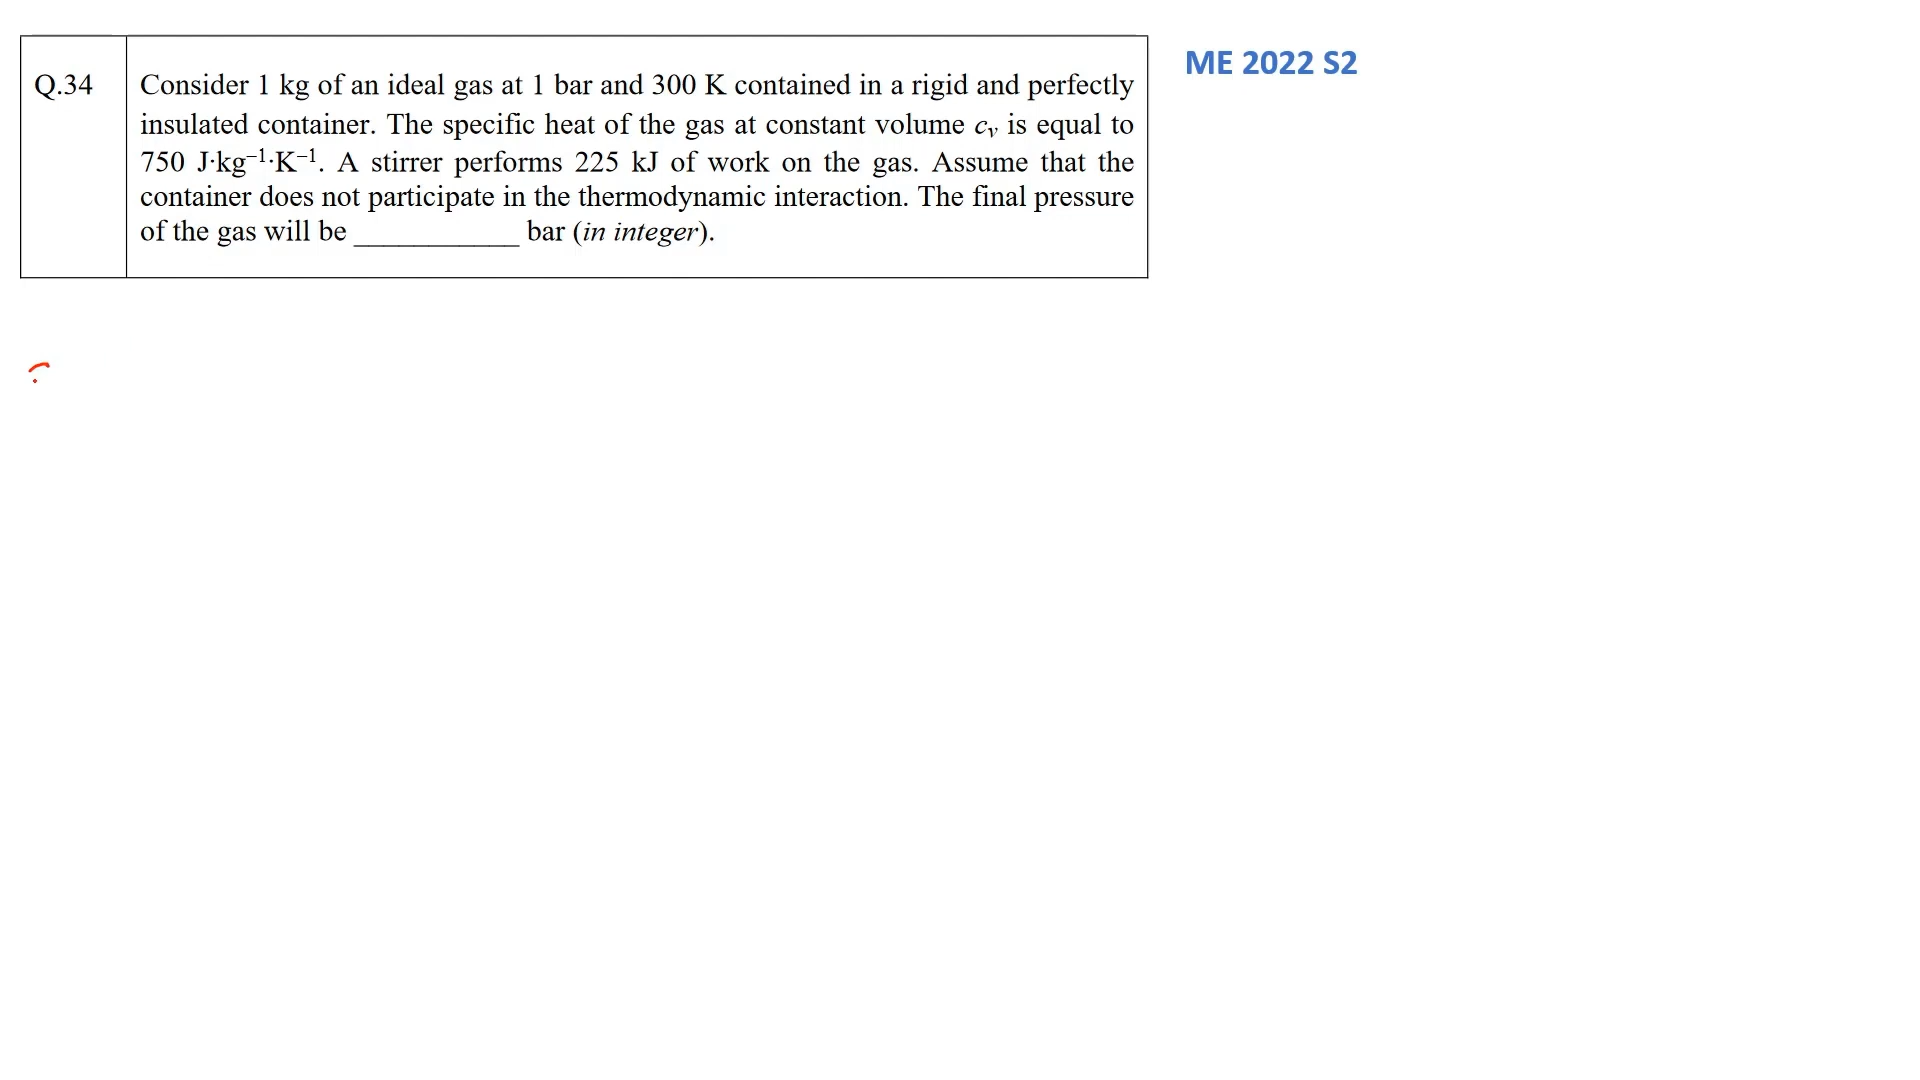 Q.34
Consider 1 kg of an ideal gas at 1 bar and 300 K contained in a rigid and perfectly
insulated container. The specific heat of the gas at constant volume cᵥ is equal to
750 J·kg⁻¹·K⁻¹. A stirrer performs 225 kJ of work on the gas. Assume that the
container does not participate in the thermodynamic interaction. The final pressure
of the gas will be ___________ bar (in integer).
ME 2022 S2